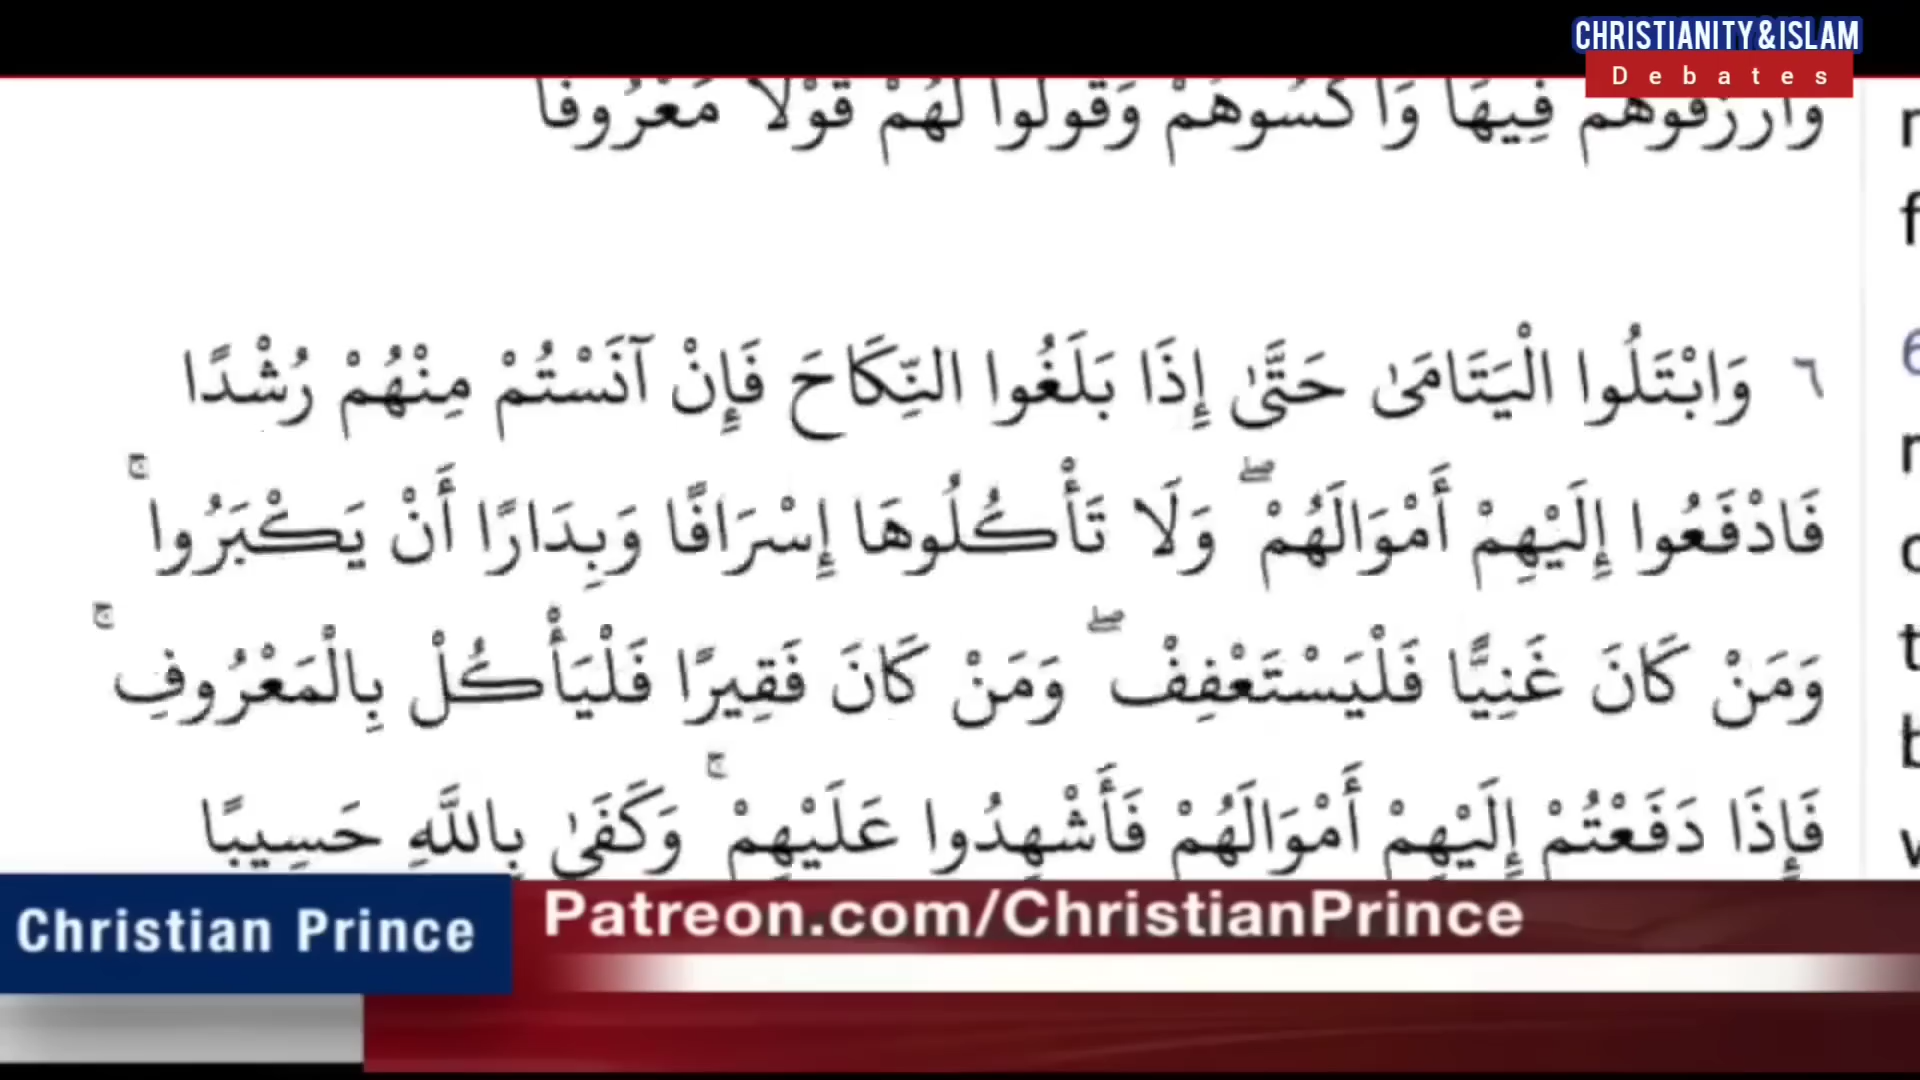 CHRISTIANITY&ISLAM
Debates
وَارْزُقُوهُمْ فِيهَا وَاكْسُوهُمْ وَقُولُوا لَهُمْ قَوْلًا مَعْرُوفًا
٦ وَابْتَلُوا الْيَتَامَىٰ حَتَّىٰ إِذَا بَلَغُوا النِّكَاحَ فَإِنْ آنَسْتُمْ مِنْهُمْ رُشْدًا
فَادْفَعُوا إِلَيْهِمْ أَمْوَالَهُمْ ۖ وَلَا تَأْكُلُوهَا إِسْرَافًا وَبِدَارًا أَنْ يَكْبَرُوا ۚ
وَمَنْ كَانَ غَنِيًّا فَلْيَسْتَعْفِفْ ۖ وَمَنْ كَانَ فَقِيرًا فَلْيَأْكُلْ بِالْمَعْرُوفِ ۚ
فَإِذَا دَفَعْتُمْ إِلَيْهِمْ أَمْوَالَهُمْ فَأَشْهِدُوا عَلَيْهِمْ ۚ وَكَفَىٰ بِاللَّهِ حَسِيبًا
Christian Prince
Patreon.com/ChristianPrince